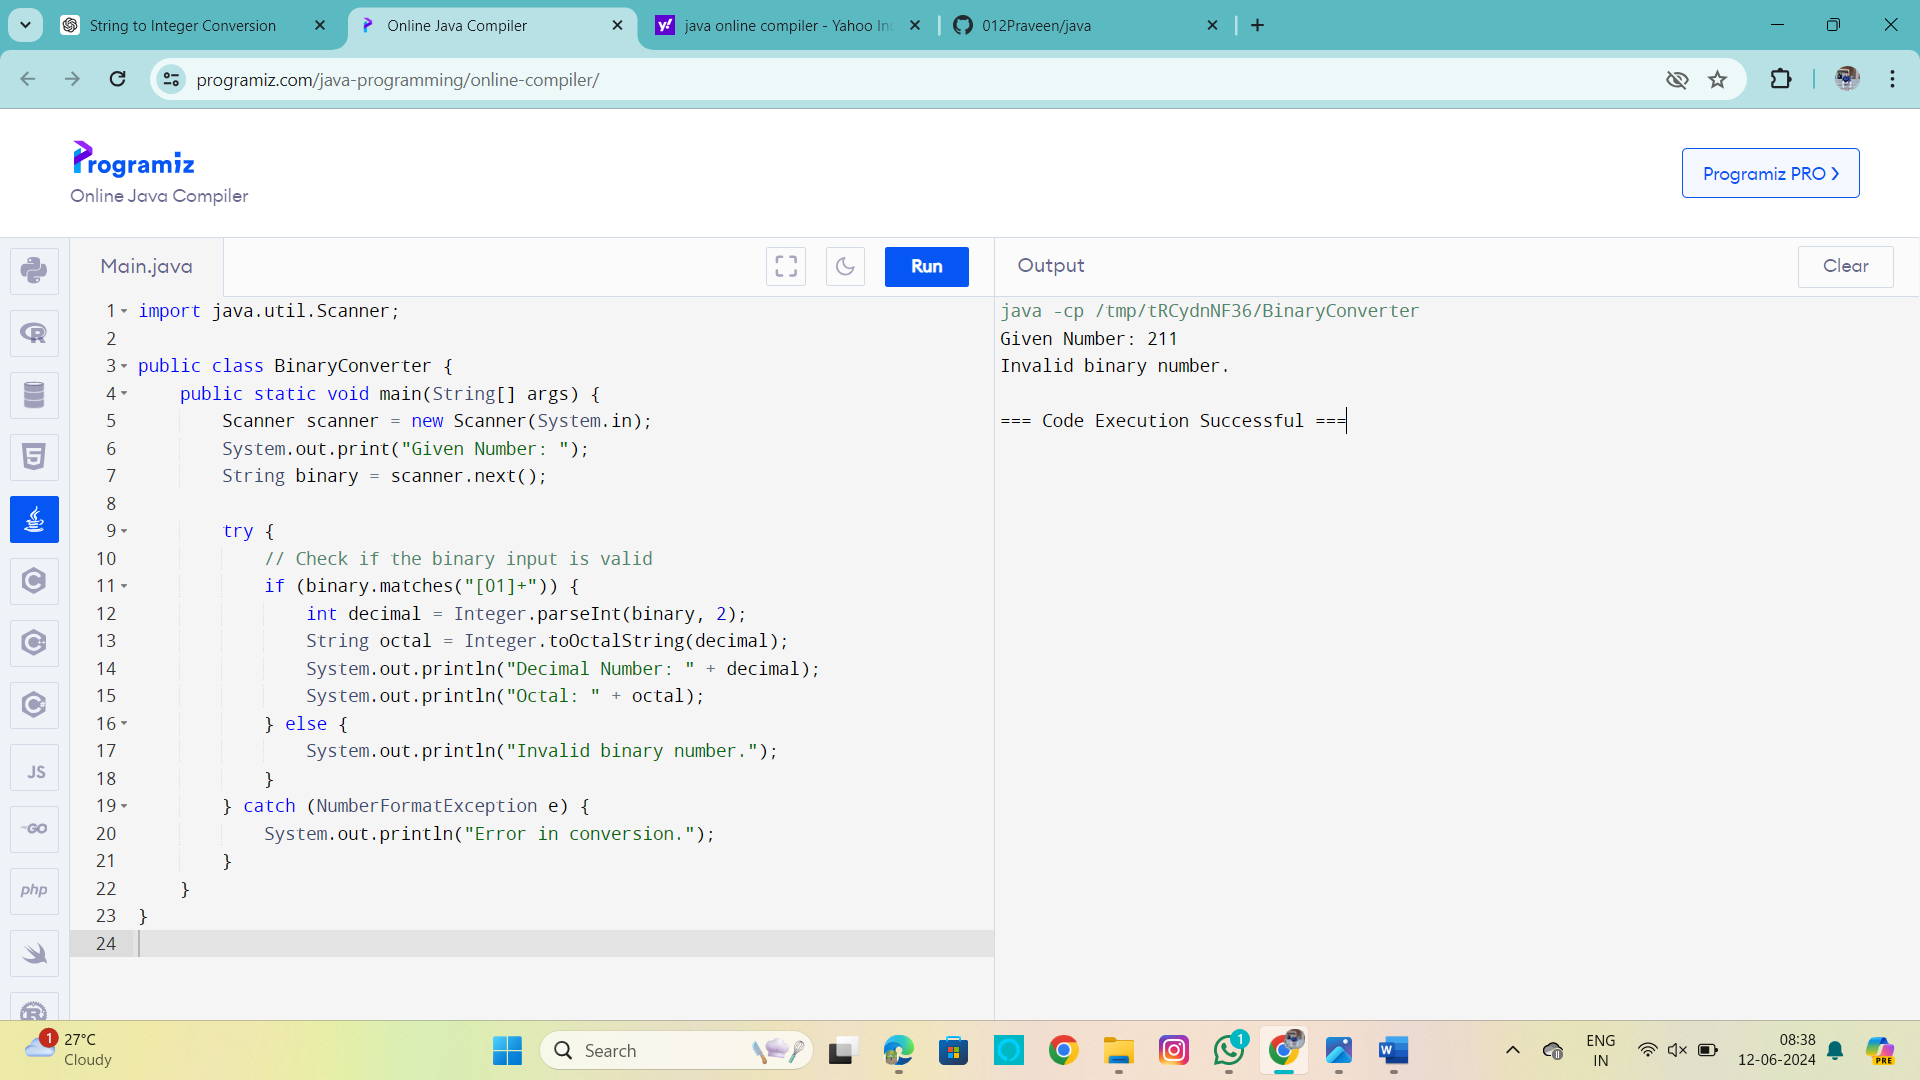 String to Integer Conversion
Online Java Compiler
java online compiler - Yahoo In
012Praveen/java
programiz.com/java-programming/online-compiler/
Programiz
Online Java Compiler
Programiz PRO
Main.java
Run
Output
Clear
1 import java.util.Scanner;
2
3 public class BinaryConverter {
4 public static void main(String[] args) {
5 Scanner scanner = new Scanner(System.in);
6 System.out.print("Given Number: ");
7 String binary = scanner.next();
8
9 try {
10 // Check if the binary input is valid
11 if (binary.matches("[01]+")) {
12 int decimal = Integer.parseInt(binary, 2);
13 String octal = Integer.toOctalString(decimal);
14 System.out.println("Decimal Number: " + decimal);
15 System.out.println("Octal: " + octal);
16 } else {
17 System.out.println("Invalid binary number.");
18 }
19 } catch (NumberFormatException e) {
20 System.out.println("Error in conversion.");
21 }
22 }
23 }
24
java -cp /tmp/tRCydnNF36/BinaryConverter
Given Number: 211
Invalid binary number.
=== Code Execution Successful ===
JS
GO
php
1
27°C
Cloudy
Search
1
W
ENG
IN
08:38
12-06-2024
PRE